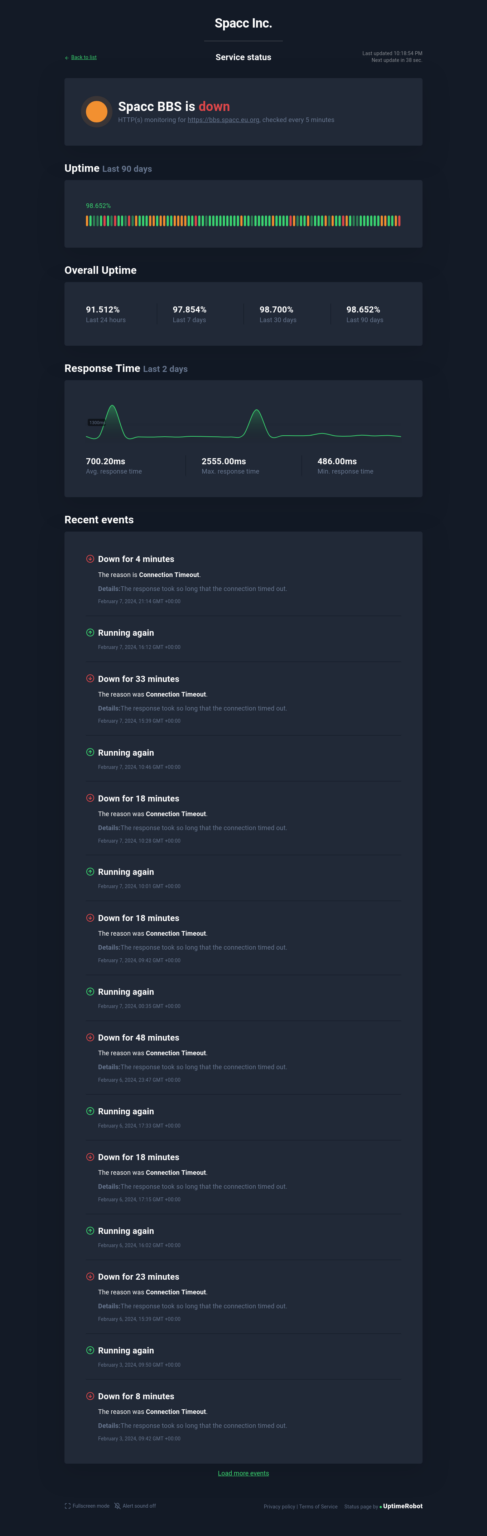 Spacc Inc.
← Back to list
Service status
Last updated 10:18:54 PM
Next update in 38 sec.
Spacc BBS is down
HTTP(s) monitoring for https://bbs.spacc.eu.org, checked every 5 minutes
Uptime Last 90 days
98.652%
Overall Uptime
91.512%
Last 24 hours
97.854%
Last 7 days
98.700%
Last 30 days
98.652%
Last 90 days
Response Time Last 2 days
700.20ms
Avg. response time
2555.00ms
Max. response time
486.00ms
Min. response time
Recent events
Down for 4 minutes
The reason is Connection Timeout.
Details:The response took so long that the connection timed out.
February 7, 2024, 21:14 GMT +00:00
Running again
February 7, 2024, 16:12 GMT +00:00
Down for 33 minutes
The reason was Connection Timeout.
Details:The response took so long that the connection timed out.
February 7, 2024, 15:39 GMT +00:00
Running again
February 7, 2024, 10:46 GMT +00:00
Down for 18 minutes
The reason was Connection Timeout.
Details:The response took so long that the connection timed out.
February 7, 2024, 10:28 GMT +00:00
Running again
February 7, 2024, 10:01 GMT +00:00
Down for 18 minutes
The reason was Connection Timeout.
Details:The response took so long that the connection timed out.
February 7, 2024, 09:42 GMT +00:00
Running again
February 7, 2024, 00:35 GMT +00:00
Down for 48 minutes
The reason was Connection Timeout.
Details:The response took so long that the connection timed out.
February 6, 2024, 23:47 GMT +00:00
Running again
February 6, 2024, GMT +00:00
Down for 18 minutes
The reason was Connection Timeout.
Details:The response took so long that the connection timed out.
February 6, 2024, GMT +00:00
Running again
February 6, 2024, 16:02 GMT +00:00
Down for 23 minutes
The reason was Connection Timeout.
Details:The response took so long that the connection timed out.
February 6, 2024, 15:39 GMT +00:00
Running again
February 2024, GMT +00:00
Down for 8 minutes
The reason was Connection Timeout.
Details:The response took so long that the connection timed out.
February 2024, GMT +00:00
Load more events
Fullscreen mode
Alert sound off
Privacy policy | Terms of Service
Status page by UptimeRobot